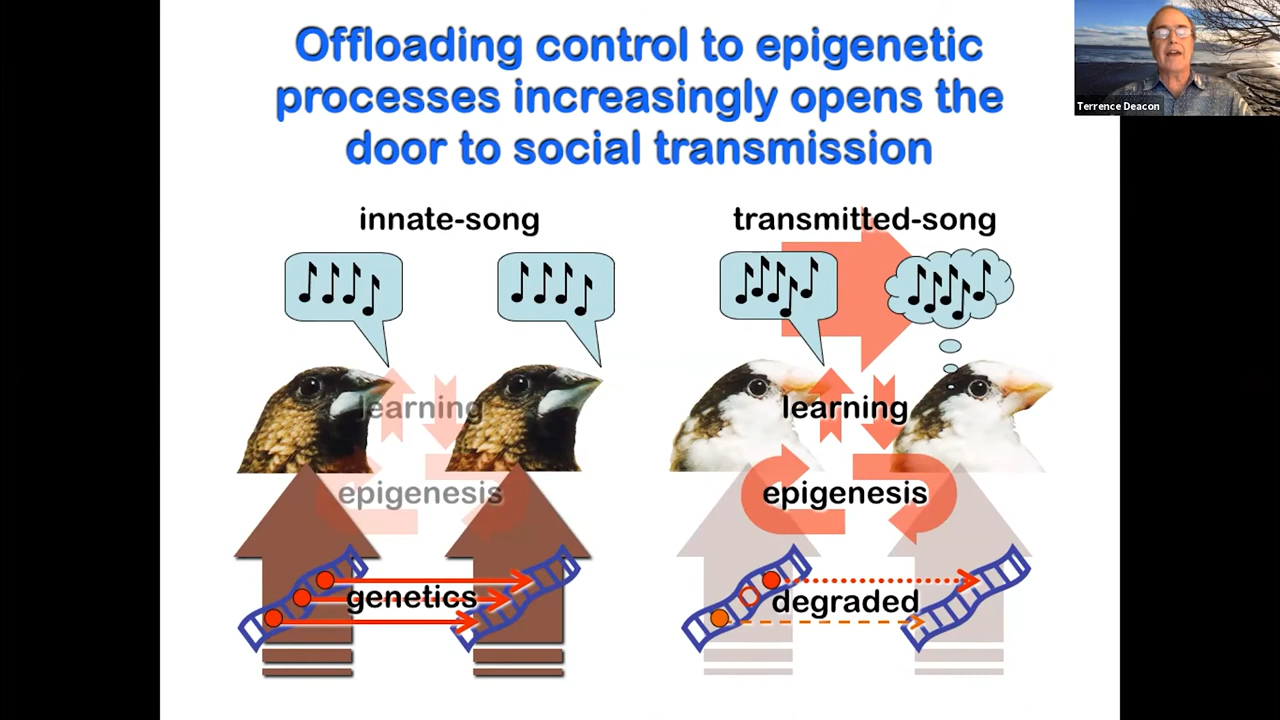 Offloading control to epigenetic
processes increasingly opens the
door to social transmission
Terrence Deacon
innate-song
transmitted-song
learning
learning
epigenesis
epigenesis
genetics
degraded